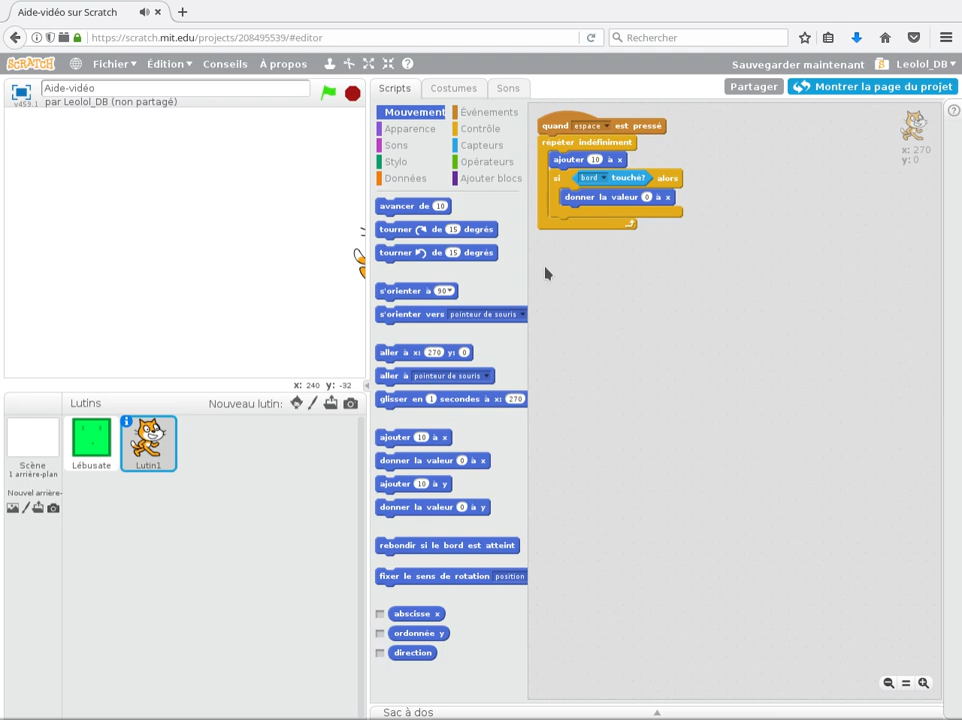 Aide-vidéo sur Scratch
https://scratch.mit.edu/projects/208495539/#editor
Rechercher
SCRATCH
Fichier
Édition
Conseils
À propos
Sauvegarder maintenant
Leolol_DB
v459.1
Aide-vidéo
par Leolol_DB (non partagé)
Scripts
Costumes
Sons
Partager
Montrer la page du projet
Mouvement
Événements
Apparence
Contrôle
Sons
Capteurs
Stylo
Opérateurs
Données
Ajouter blocs
avancer de 10
tourner de 15 degrés
tourner de 15 degrés
s'orienter à 90
s'orienter vers pointeur de souris
aller à x: 270 y: 0
aller à pointeur de souris
glisser en 1 secondes à x: 270
ajouter 10 à x
donner la valeur 0 à x
ajouter 10 à y
donner la valeur 0 à y
rebondir si le bord est atteint
fixer le sens de rotation position
abscisse x
ordonnée y
direction
quand espace est pressé
répéter indéfiniment
ajouter 10 à x
si bord touché? alors
donner la valeur 0 à x
x: 270
y: 0
x: 240 y: -32
Lutins
Nouveau lutin:
Scène
1 arrière-plan
Nouvel arrière-
Lébusate
Lutin1
Sac à dos